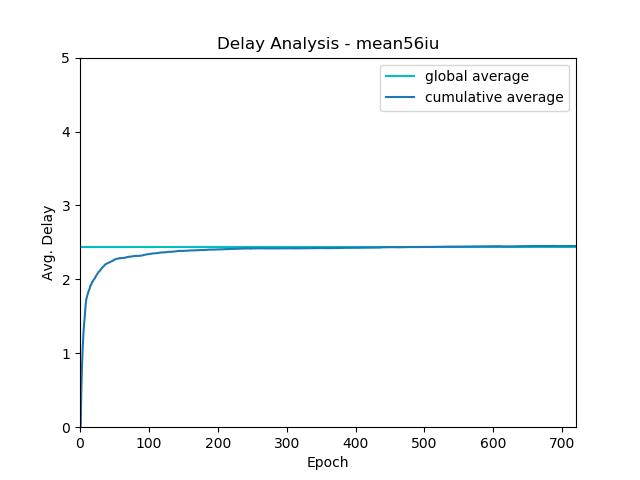 Delay Analysis - mean56iu
5
4
3
2
1
0
Avg. Delay
global average
cumulative average
0 100 200 300 400 500 600 700
Epoch